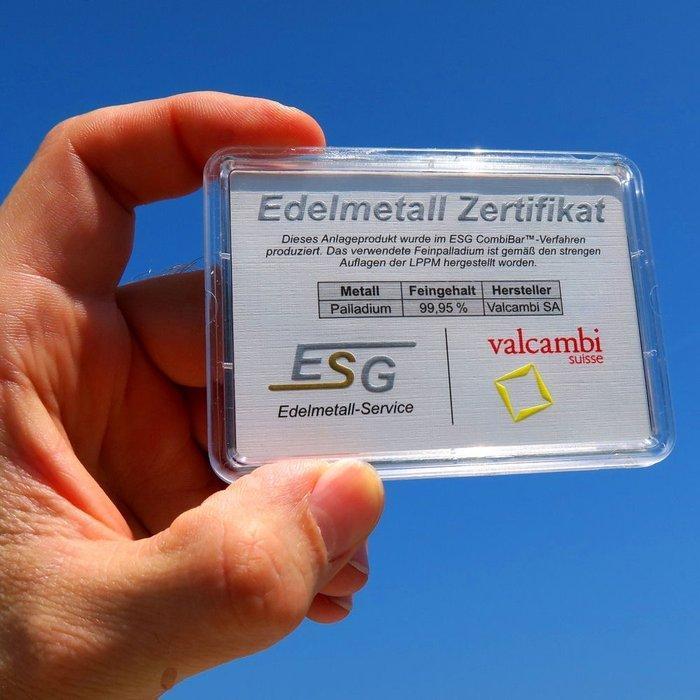 Edelmetall Zertifikat
Dieses Anlageprodukt wurde im ESG CombiBar™-Verfahren
produziert. Das verwendete Feinpalladium ist gemäß den strengen
Auflagen der LPPM hergestellt worden.
Metall Feingehalt Hersteller
Palladium 99,95 % Valcambi SA
ESG
Edelmetall-Service
valcambi
suisse